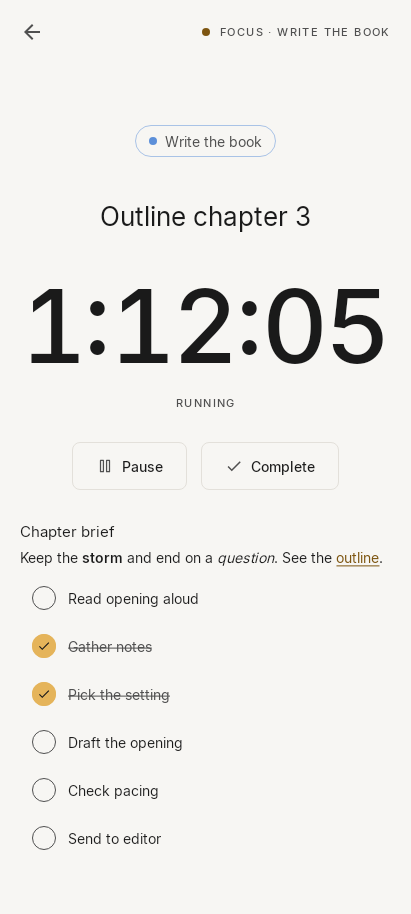 FOCUS · WRITE THE BOOK
Write the book
Outline chapter 3
1:12:05
RUNNING
Pause
Complete
Chapter brief
Keep the storm and end on a question. See the outline.
Read opening aloud
Gather notes
Pick the setting
Draft the opening
Check pacing
Send to editor